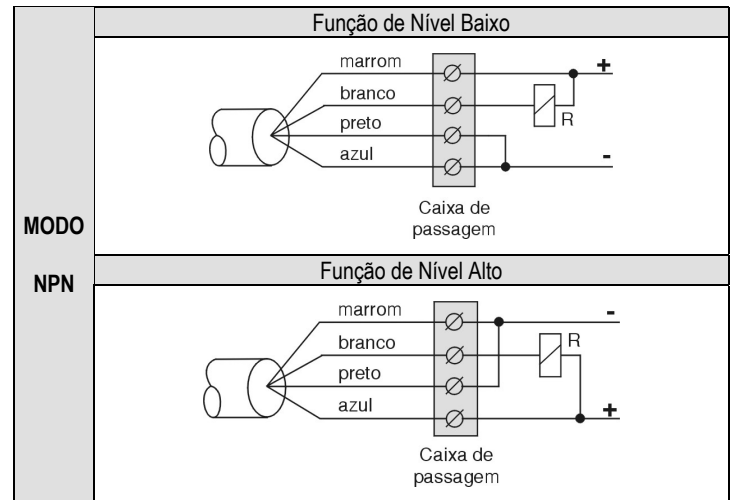 Função de Nível Baixo
marrom
+
branco
R
preto
azul
-
Caixa de
passagem
MODO
NPN
Função de Nível Alto
marrom
-
branco
R
preto
azul
+
Caixa de
passagem